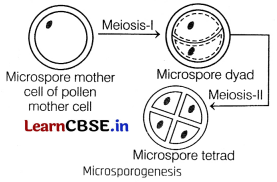 Meiosis-I
Microspore mother
cell of pollen
mother cell
Microspore dyad
Meiosis-II
LearnCBSE.in
Microspore tetrad
Microsporogenesis